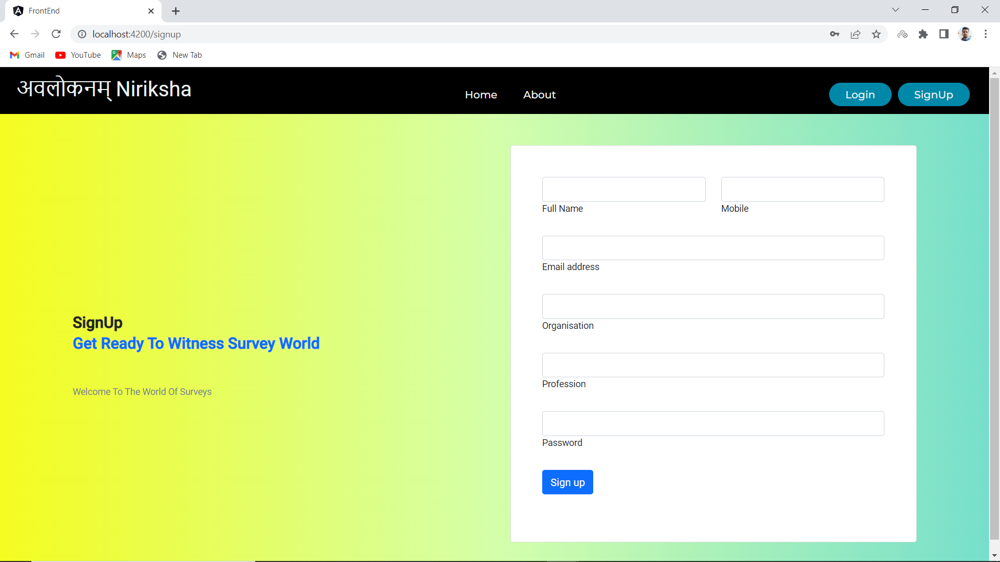 FrontEnd
localhost:4200/signup
Gmail YouTube Maps New Tab
अवलोकनम् Niriksha
Home About
Login SignUp
SignUp
Get Ready To Witness Survey World
Welcome To The World Of Surveys
Full Name Mobile
Email address
Organisation
Profession
Password
Sign up